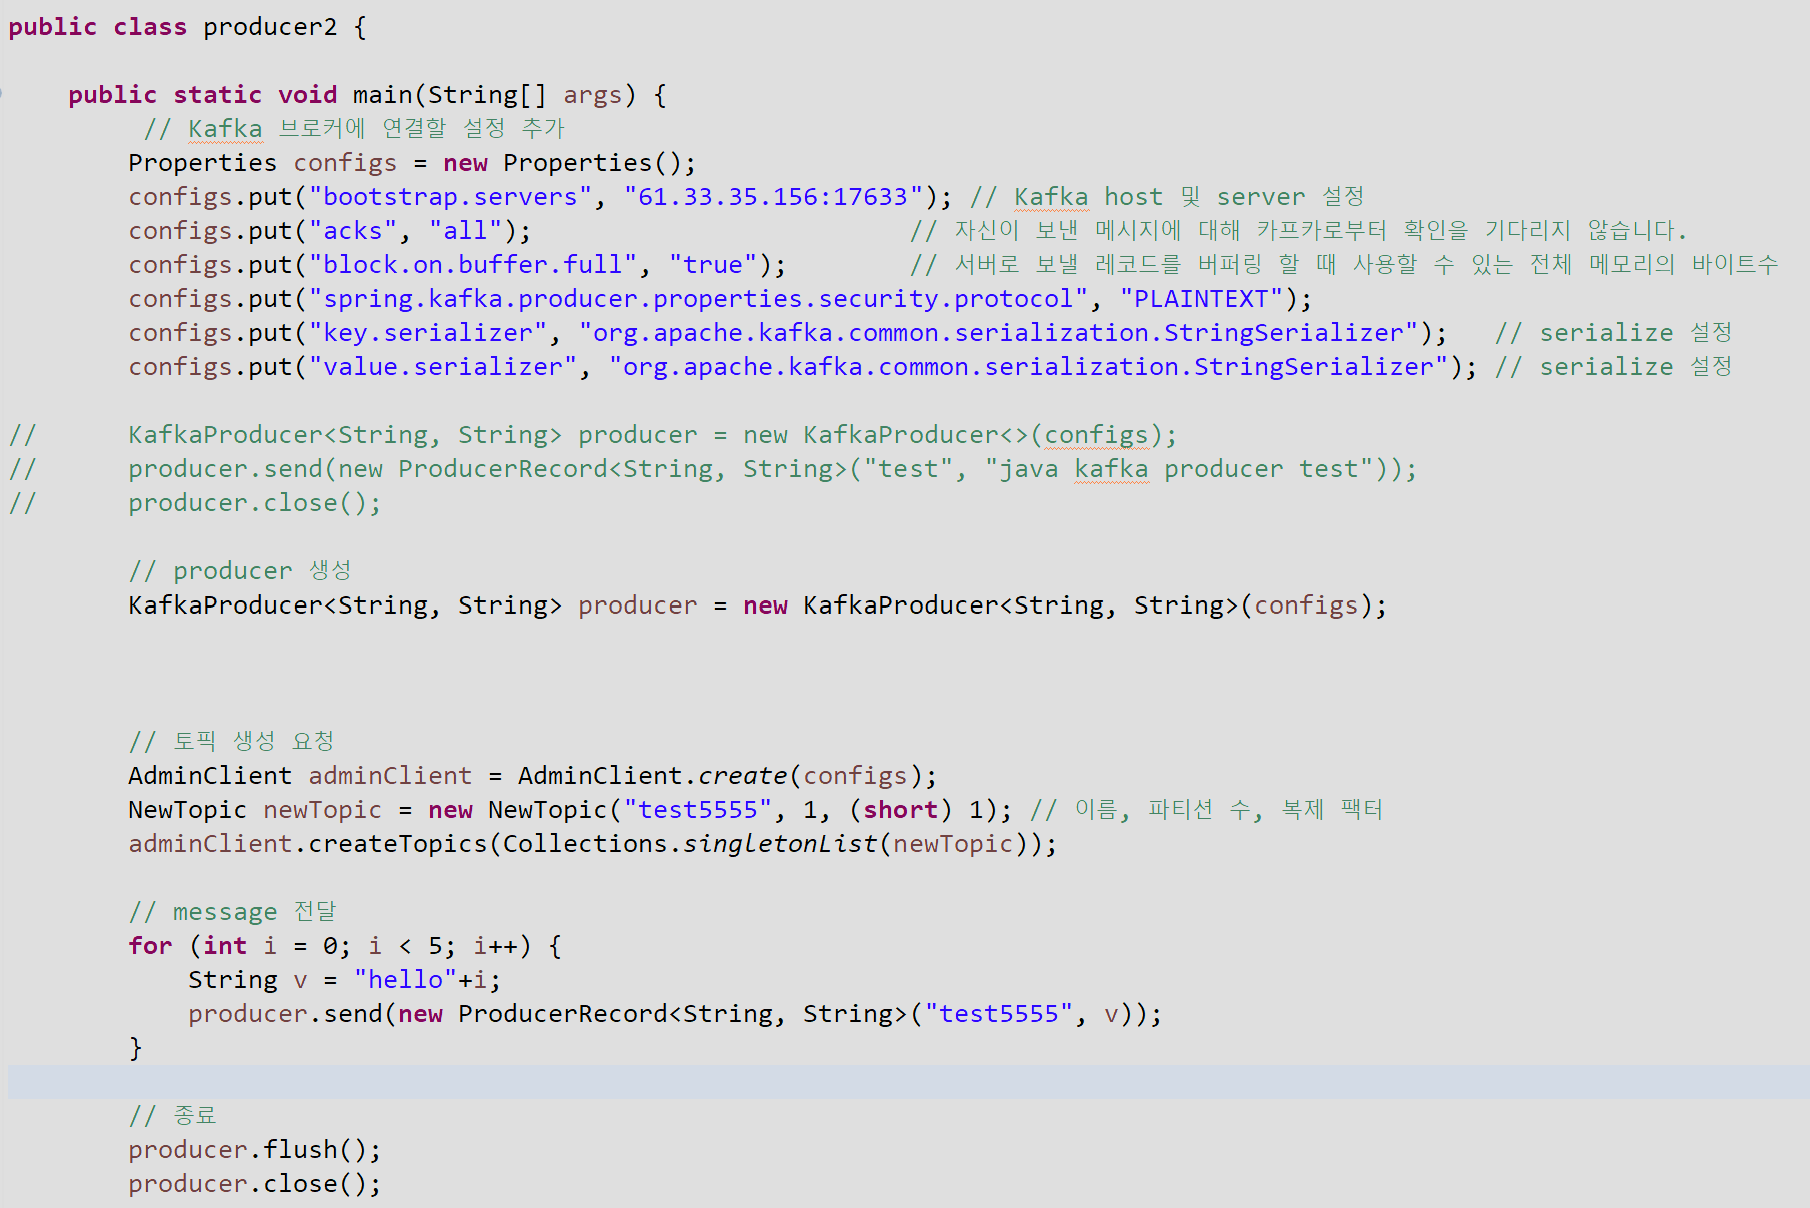 public class producer2 {
public static void main(String[] args) {
// Kafka 브로커에 연결할 설정 추가
Properties configs = new Properties();
configs.put("bootstrap.servers", "61.33.35.156:17633"); // Kafka host 및 server 설정
configs.put("acks", "all"); // 자신이 보낸 메시지에 대해 카프카로부터 확인을 기다리지 않습니다.
configs.put("block.on.buffer.full", "true"); // 서버로 보낼 레코드를 버퍼링 할 때 사용할 수 있는 전체 메모리의 바이트수
configs.put("spring.kafka.producer.properties.security.protocol", "PLAINTEXT");
configs.put("key.serializer", "org.apache.kafka.common.serialization.StringSerializer"); // serialize 설정
configs.put("value.serializer", "org.apache.kafka.common.serialization.StringSerializer"); // serialize 설정
// KafkaProducer<String, String> producer = new KafkaProducer<>(configs);
// producer.send(new ProducerRecord<String, String>("test", "java kafka producer test"));
// producer.close();
// producer 생성
KafkaProducer<String, String> producer = new KafkaProducer<String, String>(configs);
// 토픽 생성 요청
AdminClient adminClient = AdminClient.create(configs);
NewTopic newTopic = new NewTopic("test5555", 1, (short) 1); // 이름, 파티션 수, 복제 팩터
adminClient.createTopics(Collections.singletonList(newTopic));
// message 전달
for (int i = 0; i < 5; i++) {
String v = "hello"+i;
producer.send(new ProducerRecord<String, String>("test5555", v));
}
// 종료
producer.flush();
producer.close();